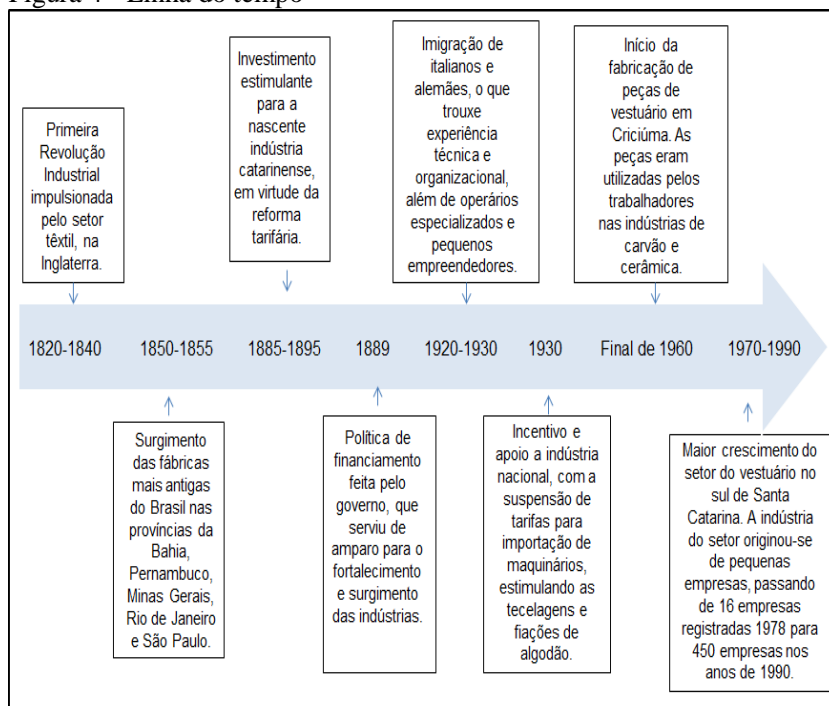 Primeira
Revolução
Industrial
impulsionada
pelo setor
têxtil, na
Inglaterra.
Investimento
estimulante
para a
nascente
indústria
catarinense,
em virtude da
reforma
tarifária.
Imigração de
italianos e
alemães, o que
trouxe
experiência
técnica e
organizacional,
além de operários
especializados e
pequenos
empreendedores.
Início da
fabricação de
peças de
vestuário em
Criciúma. As
peças eram
utilizadas pelos
trabalhadores
nas indústrias de
carvão e
cerâmica.
1820-1840 1850-1855 1885-1895 1889 1920-1930 1930 Final de 1960 1970-1990
Surgimento
das fábricas
mais antigas
do Brasil nas
províncias da
Bahia,
Pernambuco,
Minas Gerais,
Rio de Janeiro
e São Paulo.
Política de
financiamento
feita pelo
governo, que
serviu de
amparo para o
fortalecimento
e surgimento
das indústrias.
Incentivo e
apoio a indústria
nacional, com a
suspensão de
tarifas para
importação de
maquinários,
estimulando as
tecelagens e
fiações de
algodão.
Maior crescimento do
setor do vestuário no
sul de Santa
Catarina. A indústria
do setor originou-se
de pequenas
empresas, passando
de 16 empresas
registradas 1978 para
450 empresas nos
anos de 1990.